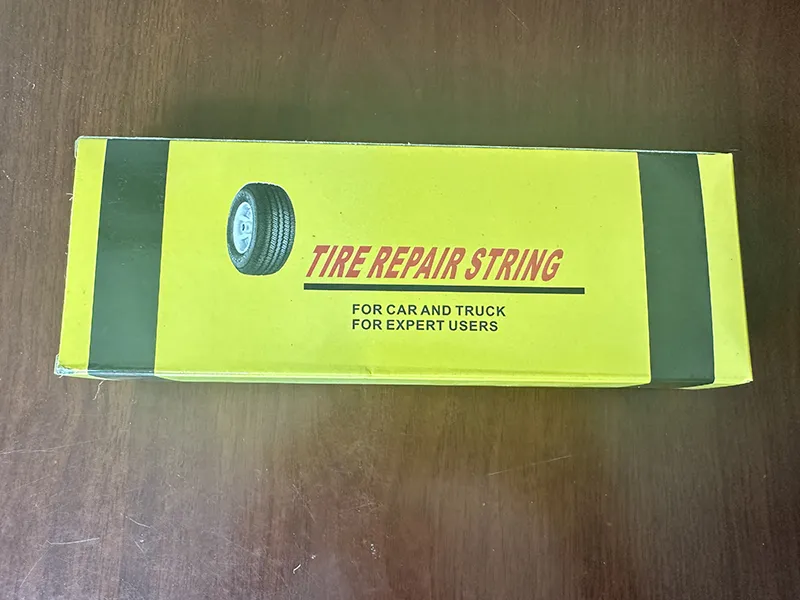 TIRE REPAIR STRING
FOR CAR AND TRUCK
FOR EXPERT USERS